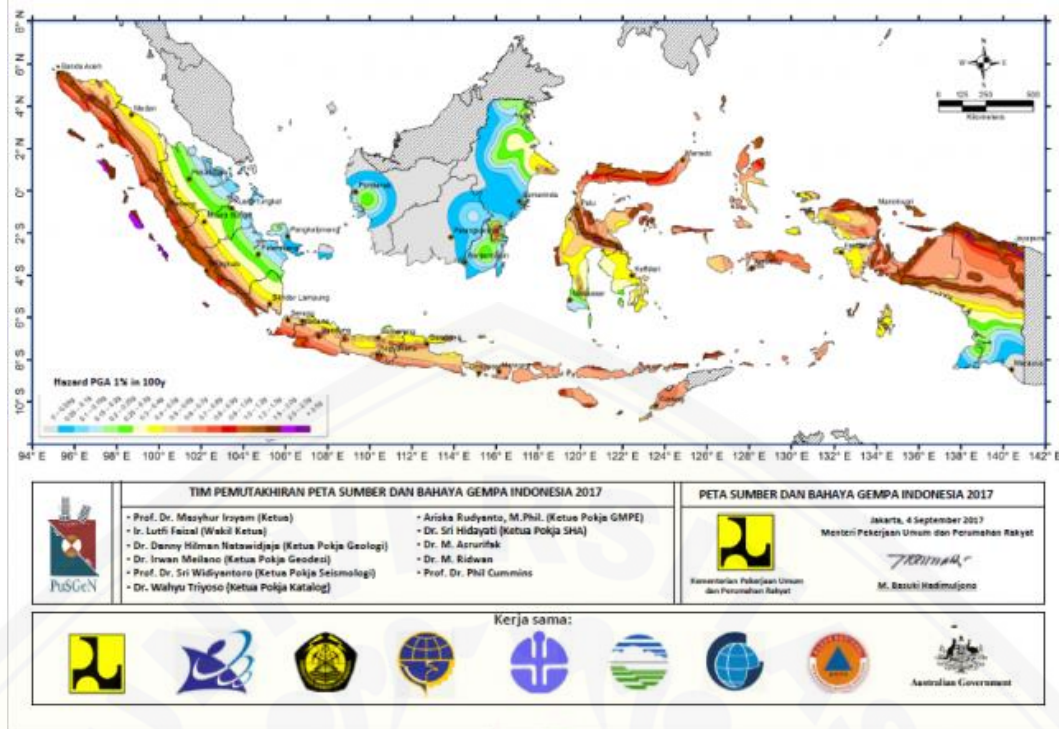 8° N
6° N
4° N
2° N
0°
2° S
4° S
6° S
8° S
10° S
Banda Aceh
Medan
Bengkulu
Bandar Lampung
Serang
Pontianak
Samarinda
Palu
Manado
Kendari
Makassar
Manokwari
Jayapura
Merauke
N
W E
S
0 125 250 500
Kilometers
Hazard PGA 1% in 100y
94° E 96° E 98° E 100° E 102° E 104° E 106° E 108° E 110° E 112° E 114° E 116° E 118° E 120° E 122° E 124° E 126° E 128° E 130° E 132° E 134° E 136° E 138° E 140° E 142° E
PuSGeN
TIM PEMUTAKHIRAN PETA SUMBER DAN BAHAYA GEMPA INDONESIA 2017
• Prof. Dr. Masyhur Irsyam (Ketua)
• Ir. Lutfi Faizal (Wakil Ketua)
• Dr. Danny Hilman Natawidjaja (Ketua Pokja Geologi)
• Dr. Irwan Meilano (Ketua Pokja Geodesi)
• Prof. Dr. Sri Widiyantoro (Ketua Pokja Seismologi)
• Dr. Wahyu Triyoso (Ketua Pokja Katalog)
• Ariska Rudyanto, M.Phil. (Ketua Pokja GMPE)
• Dr. Sri Hidayati (Ketua Pokja SHA)
• Dr. M. Asrurifak
• Dr. M. Ridwan
• Prof. Dr. Phil Cummins
PETA SUMBER DAN BAHAYA GEMPA INDONESIA 2017
Kementerian Pekerjaan Umum
dan Perumahan Rakyat
Jakarta, 4 September 2017
Menteri Pekerjaan Umum dan Perumahan Rakyat
M. Basuki Hadimuljono
Kerja sama:
Australian Government